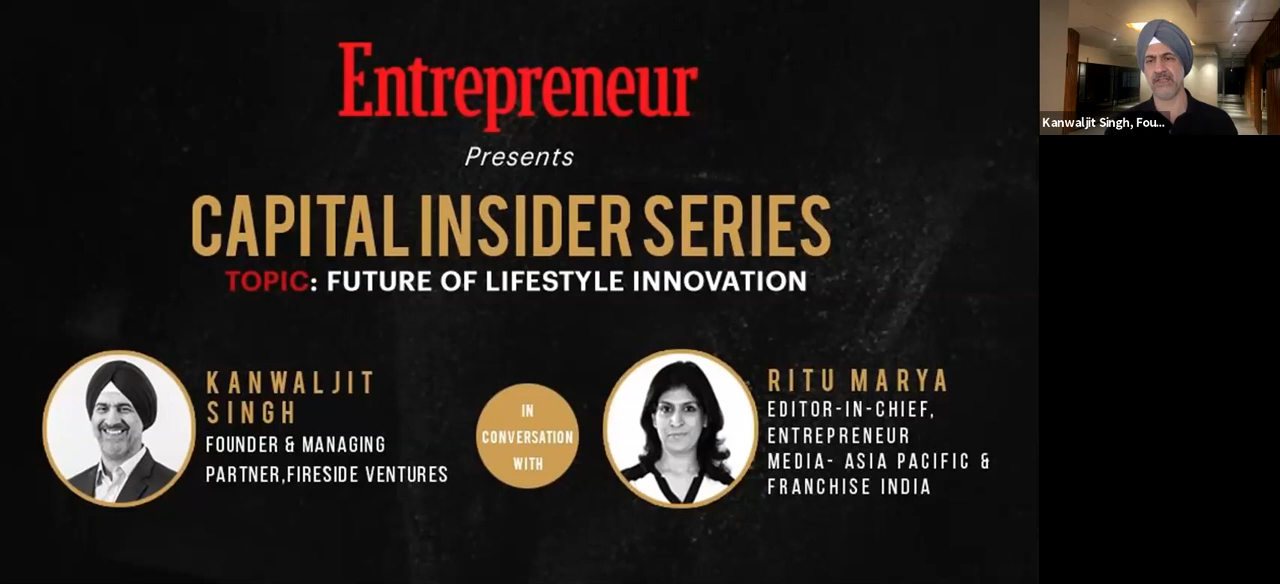 Entrepreneur
Presents
CAPITAL INSIDER SERIES
TOPIC: FUTURE OF LIFESTYLE INNOVATION
KANWALJIT
SINGH
FOUNDER & MANAGING
PARTNER,FIRESIDE VENTURES
IN
CONVERSATION
WITH
RITU MARYA
EDITOR-IN-CHIEF,
ENTREPRENEUR
MEDIA- ASIA PACIFIC &
FRANCHISE INDIA
Kanwaljit Singh, Fou...